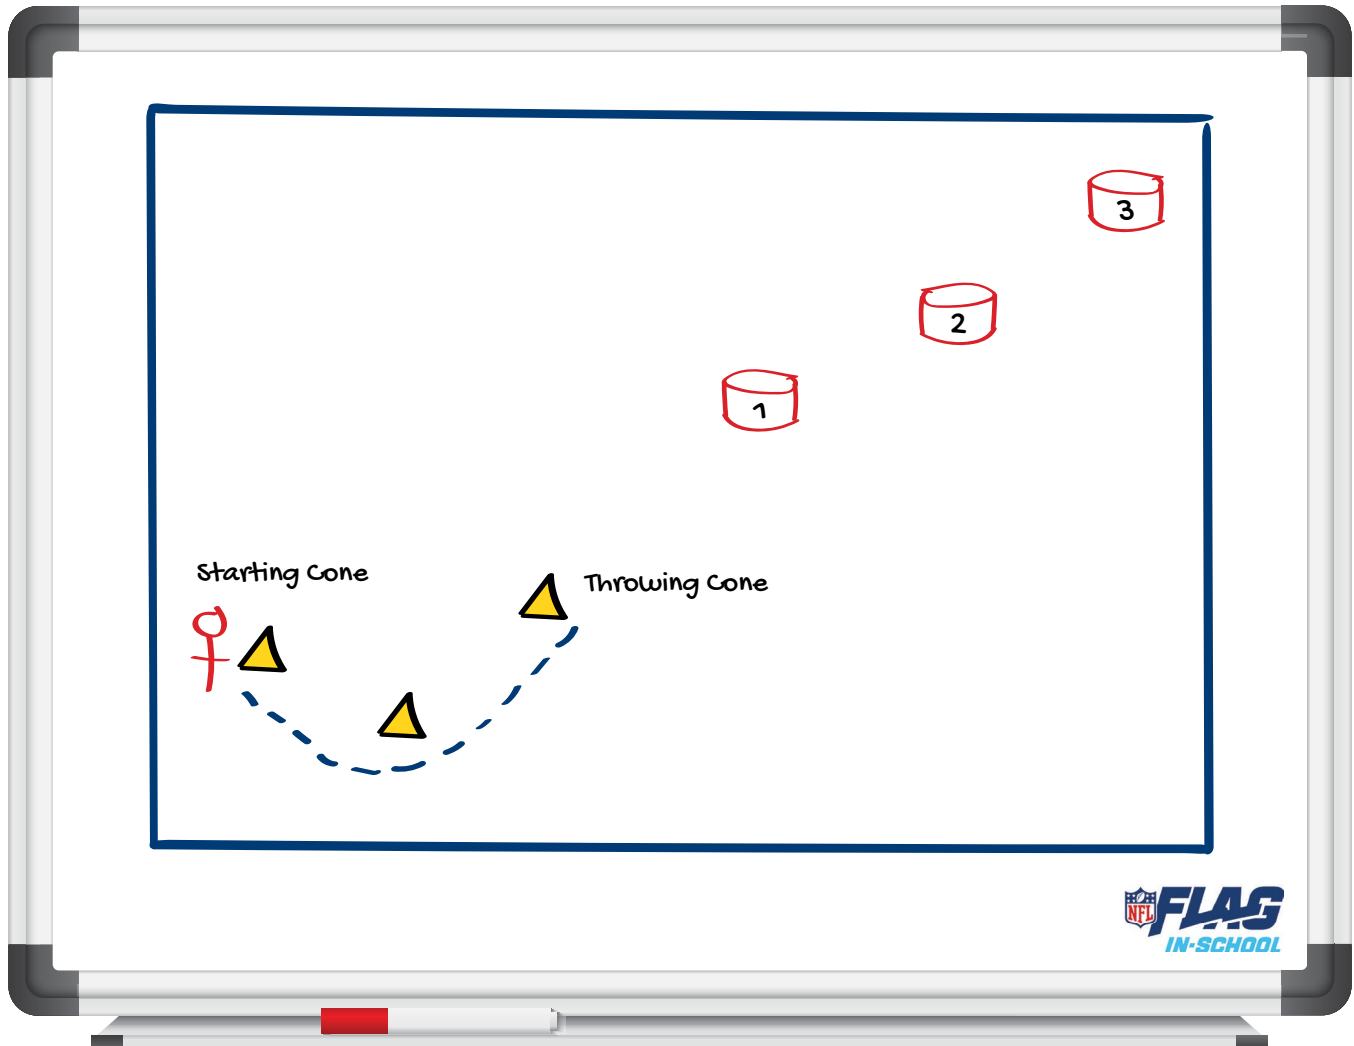 3
2
1
Starting Cone
Throwing Cone
NFL FLAG
IN-SCHOOL